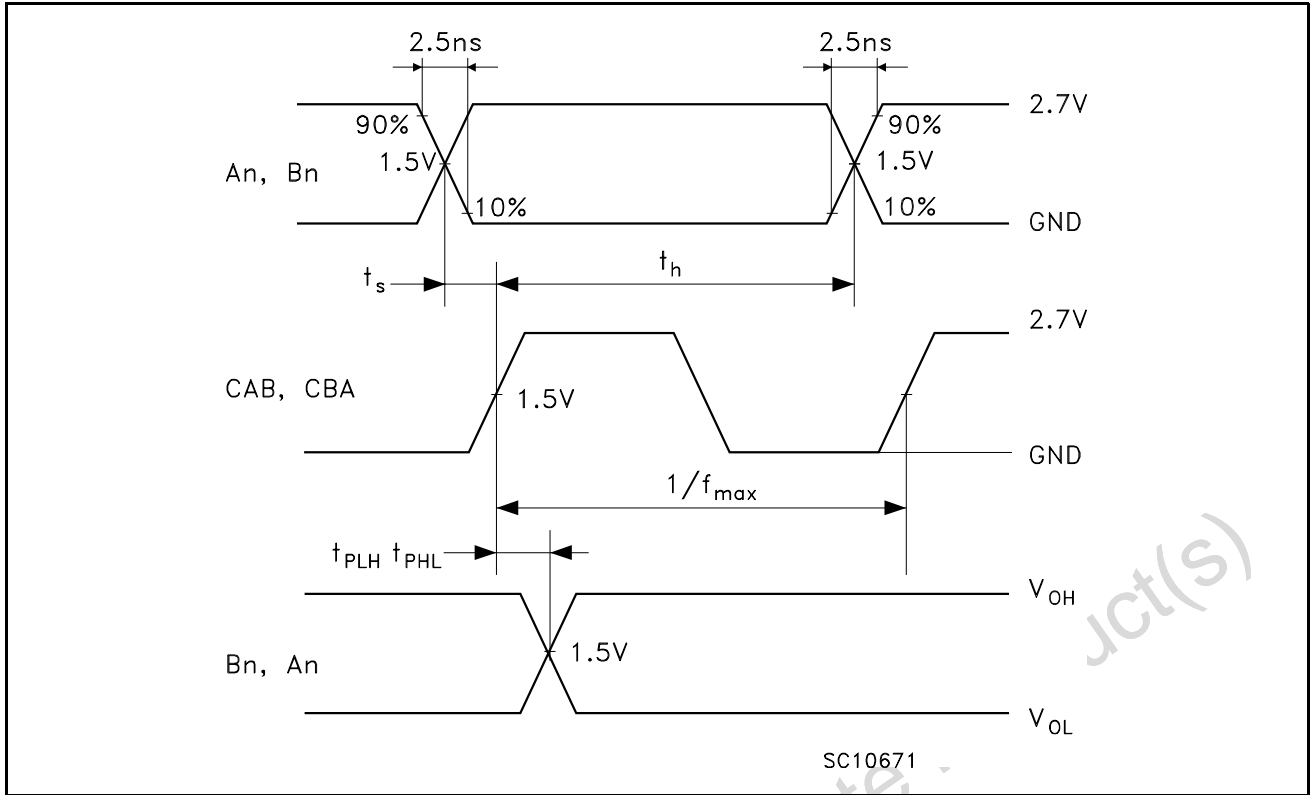 2.5ns 2.5ns
2.7V
90% 90%
1.5V 1.5V
An, Bn
10% 10%
GND
t_s t_h
2.7V
CAB, CBA
1.5V
GND
1/f_max
t_PLH t_PHL
V_OH
1.5V
Bn, An
V_OL
SC10671